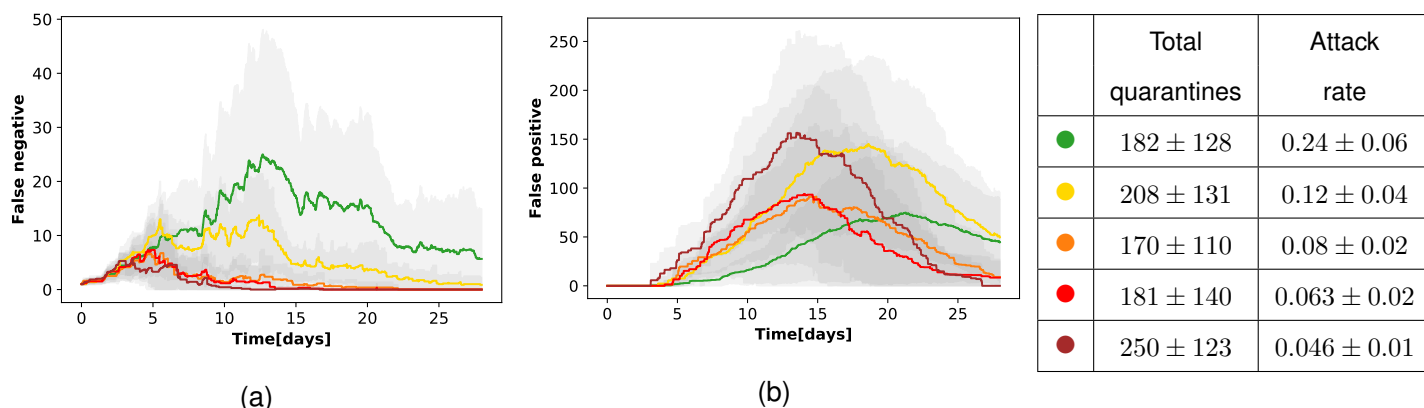 50
40
30
20
10
0
False negative
0 5 10 15 20 25
Time[days]
(a)
250
200
150
100
50
0
False positive
0 5 10 15 20 25
Time[days]
(b)
Total quarantines Attack rate
182 ± 128 0.24 ± 0.06
208 ± 131 0.12 ± 0.04
170 ± 110 0.08 ± 0.02
181 ± 140 0.063 ± 0.02
250 ± 123 0.046 ± 0.01